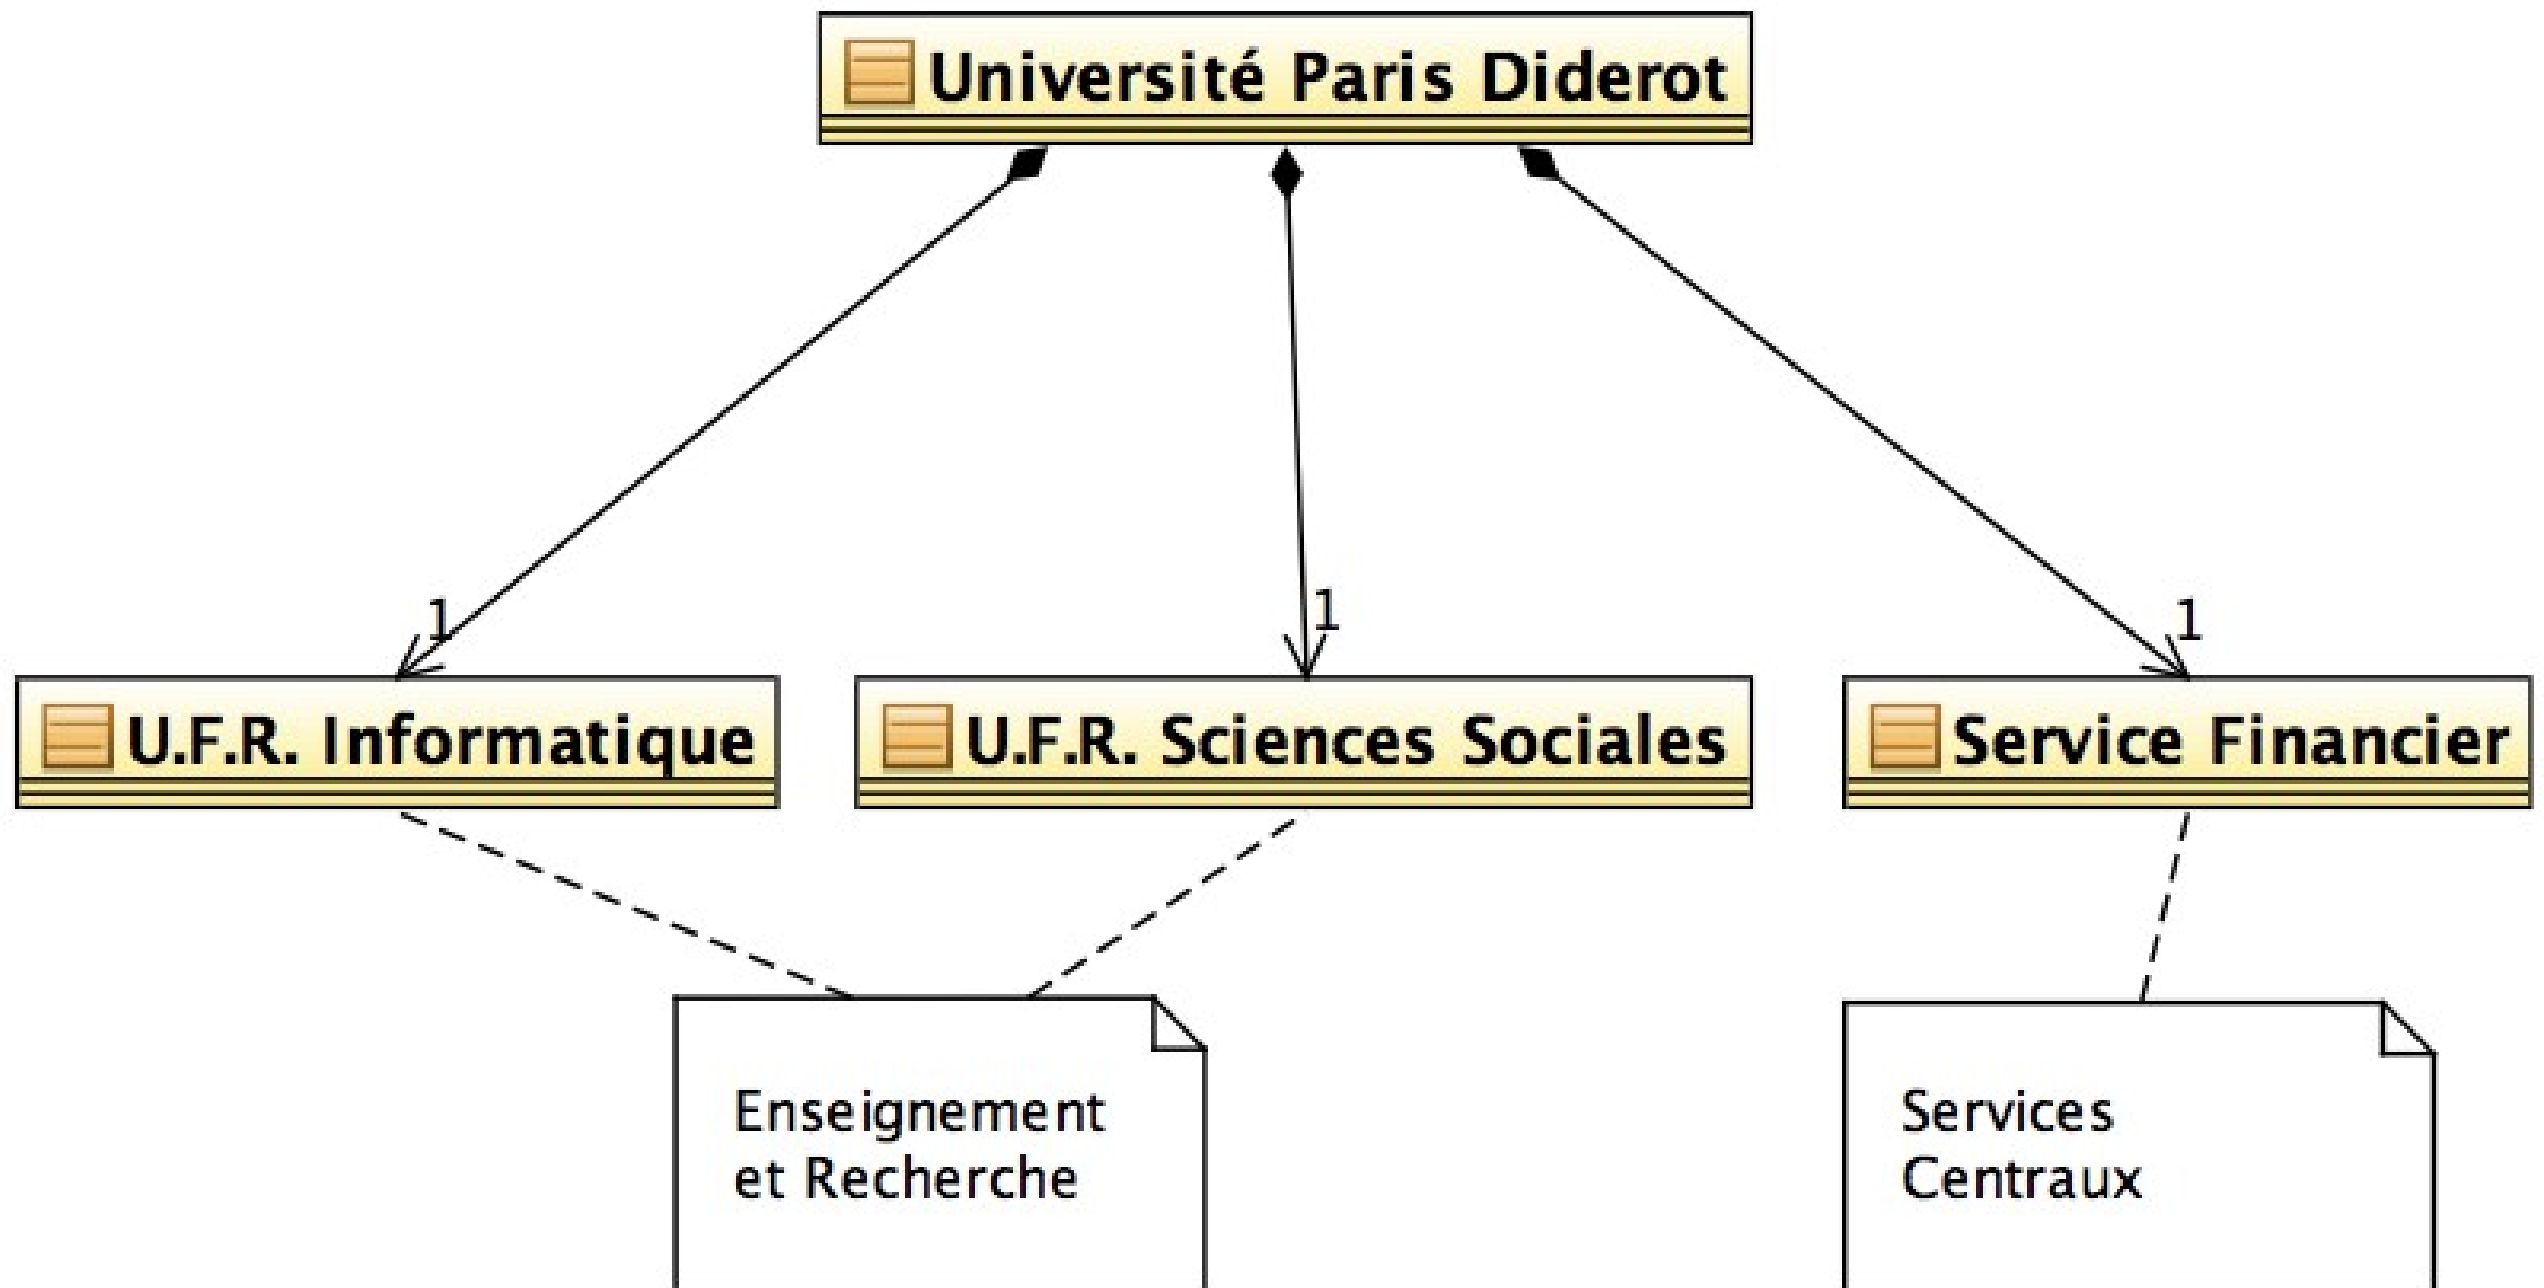 Université Paris Diderot
1
1
1
U.F.R. Informatique
U.F.R. Sciences Sociales
Service Financier
Enseignement
et Recherche
Services
Centraux